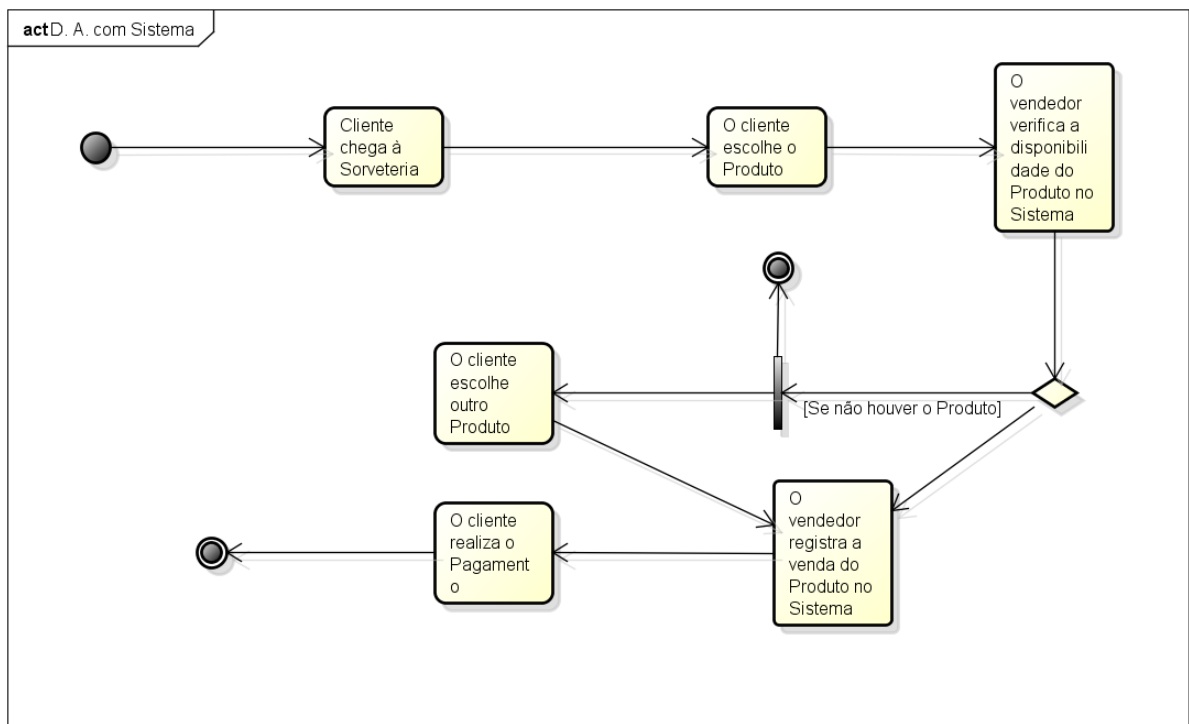 act D. A. com Sistema
Cliente
chega à
Sorveteria
O cliente
escolhe o
Produto
O
vendedor
verifica a
disponibili
dade do
Produto no
Sistema
O cliente
escolhe
outro
Produto
[Se não houver o Produto]
O
vendedor
registra a
venda do
Produto no
Sistema
O cliente
realiza o
Pagament
o